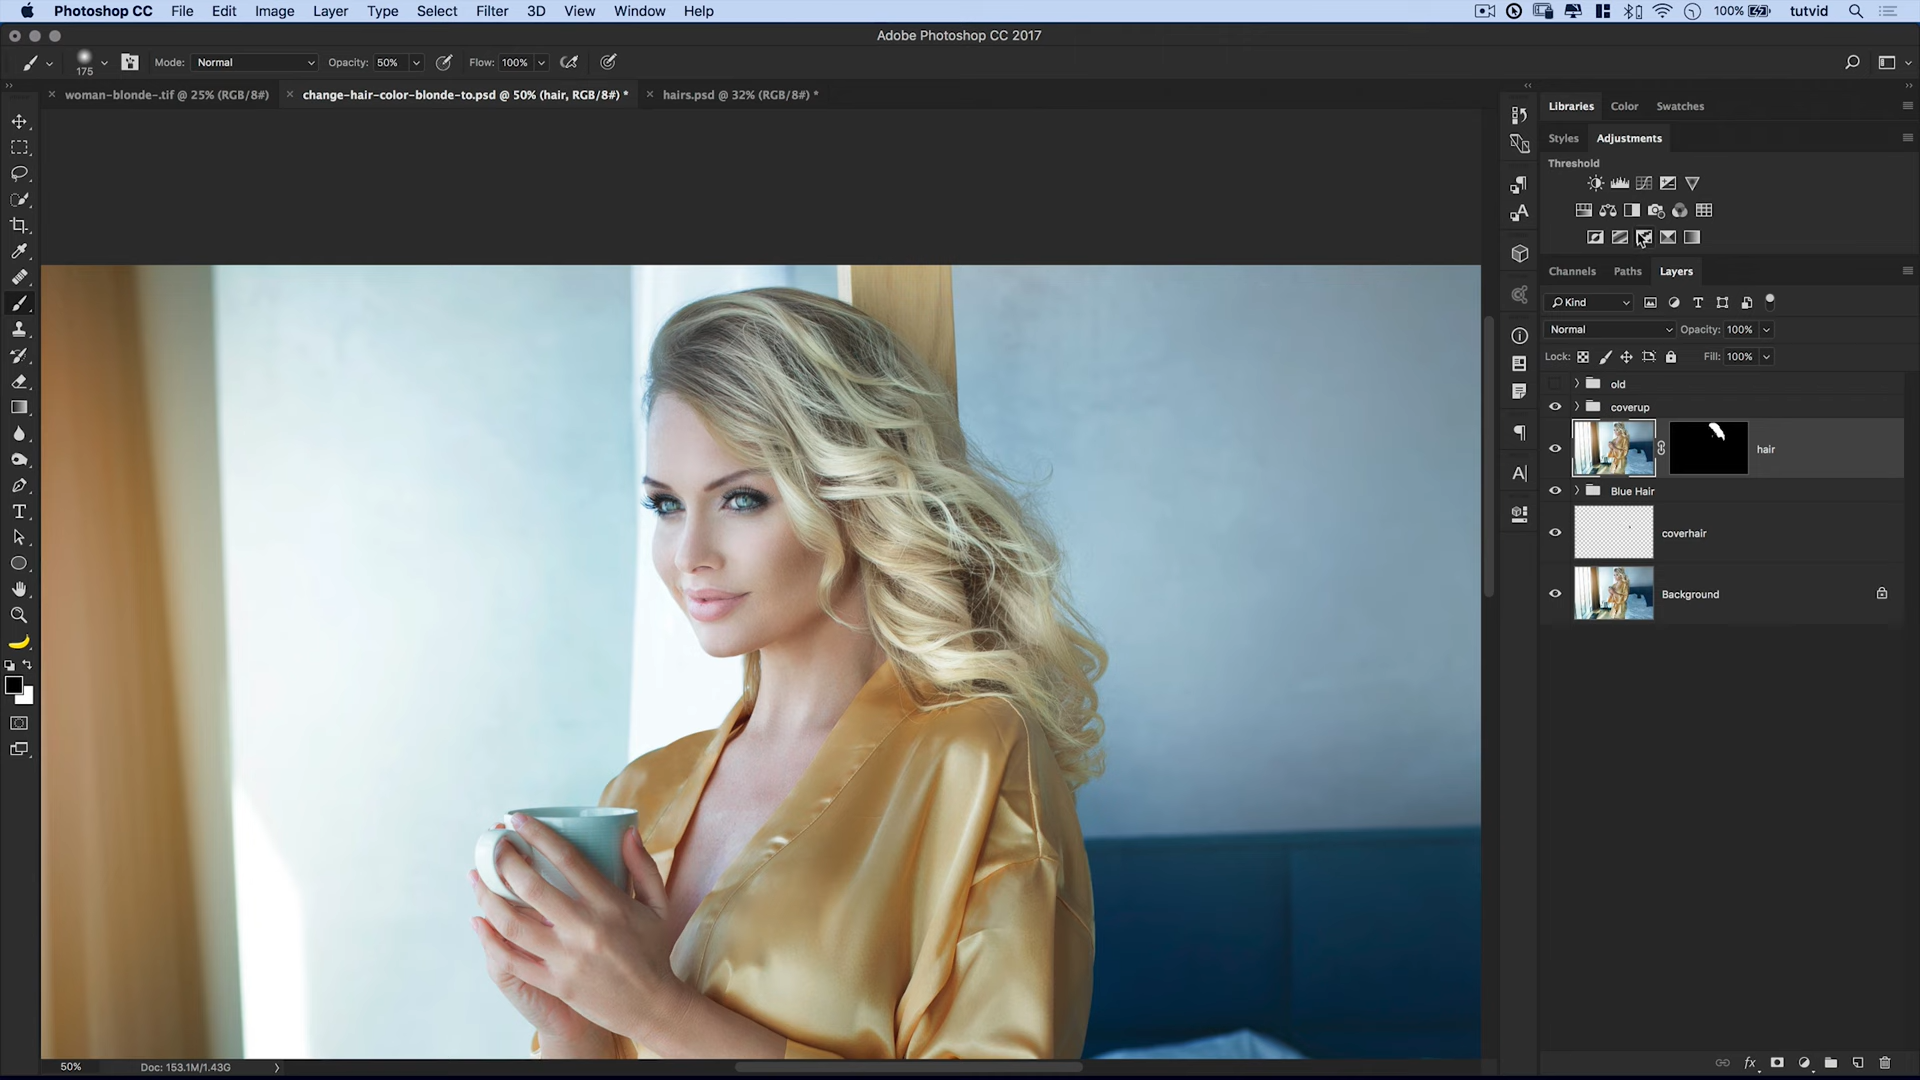 Photoshop CC File Edit Image Layer Type Select Filter 3D View Window Help 100% tutvid
Adobe Photoshop CC 2017
175 Mode: Normal Opacity: 50% Flow: 100%
woman-blonde-.tif @ 25% (RGB/8#) change-hair-color-blonde-to.psd @ 50% (hair, RGB/8#) * hairs.psd @ 32% (RGB/8#) *
Libraries Color Swatches
Styles Adjustments
Threshold
Channels Paths Layers
Kind
Normal Opacity: 100%
Lock: Fill: 100%
old
coverup
hair
Blue Hair
coverhair
Background
50% Doc: 153.1M/1.43G